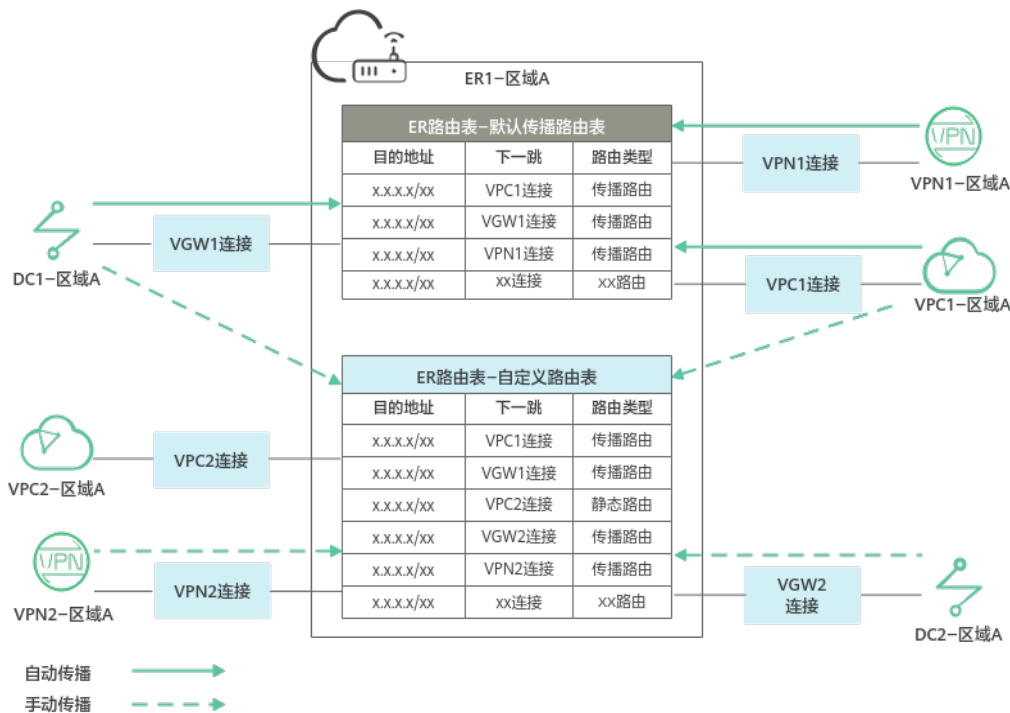 ER1-区域A
ER路由表-默认传播路由表
目的地址 下一跳 路由类型
x.x.x.x/xx VPC1连接 传播路由
x.x.x.x/xx VGW1连接 传播路由
x.x.x.x/xx VPN1连接 传播路由
x.x.x.x/xx xx连接 xx路由
VPN
VPN1连接
VPN1-区域A
VGW1连接
DC1-区域A
VPC1连接
VPC1-区域A
ER路由表-自定义路由表
目的地址 下一跳 路由类型
x.x.x.x/xx VPC1连接 传播路由
x.x.x.x/xx VGW1连接 传播路由
x.x.x.x/xx VPC2连接 静态路由
x.x.x.x/xx VGW2连接 传播路由
x.x.x.x/xx VPN2连接 传播路由
x.x.x.x/xx xx连接 xx路由
VPC2连接
VPC2-区域A
VPN
VPN2连接
VPN2-区域A
VGW2
连接
DC2-区域A
自动传播
手动传播